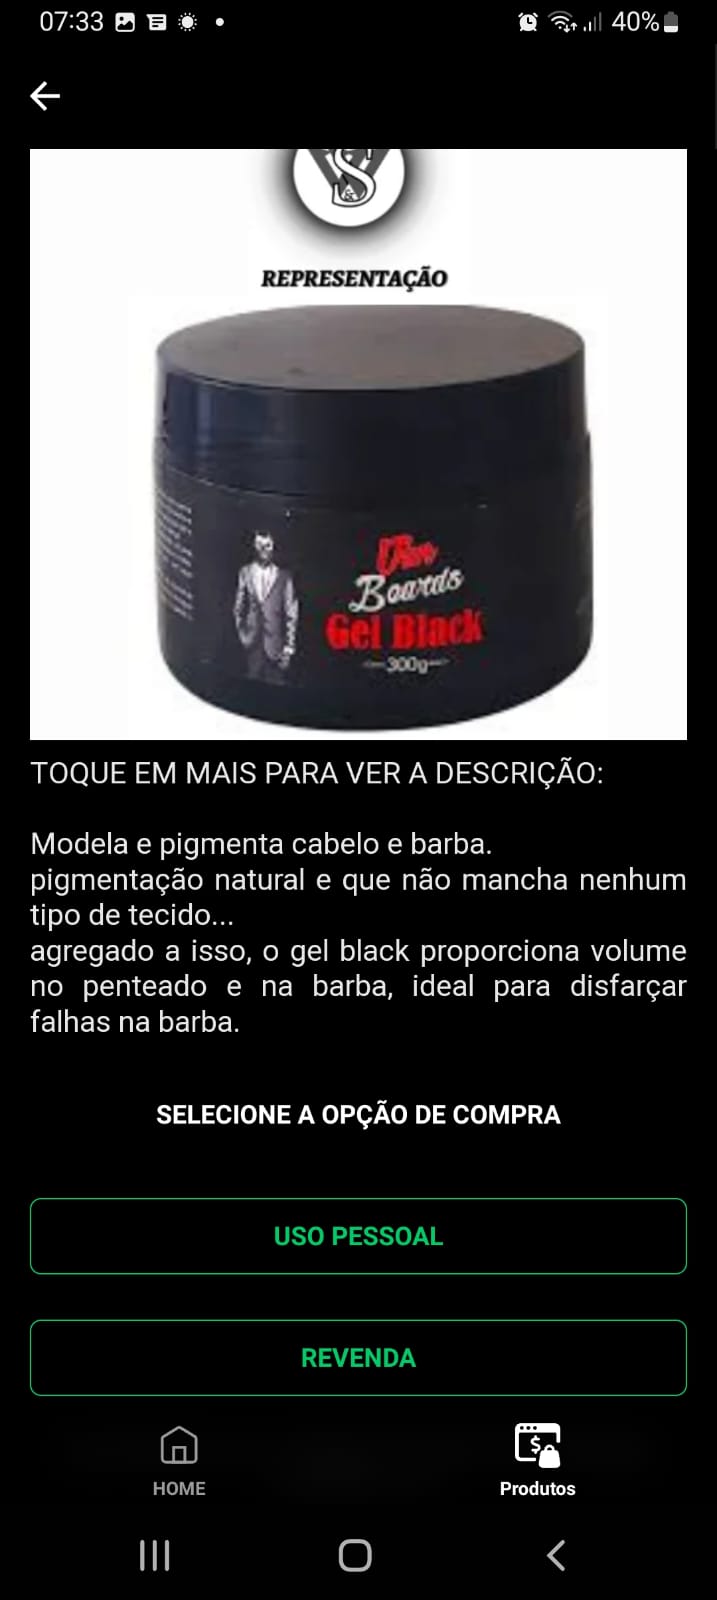 07:33
40%
REPRESENTAÇÃO
Beards
Gel Black
300g
TOQUE EM MAIS PARA VER A DESCRIÇÃO:
Modela e pigmenta cabelo e barba.
pigmentação natural e que não mancha nenhum
tipo de tecido...
agregado a isso, o gel black proporciona volume
no penteado e na barba, ideal para disfarçar
falhas na barba.
SELECIONE A OPÇÃO DE COMPRA
USO PESSOAL
REVENDA
HOME
Produtos